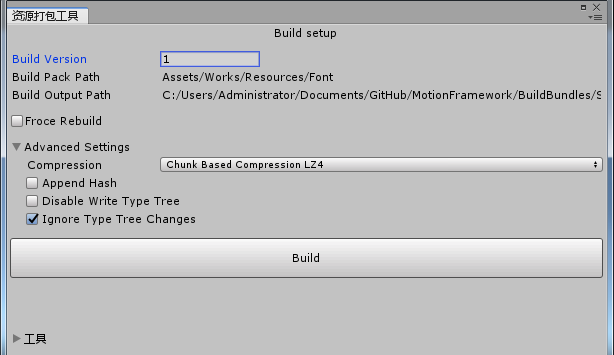 资源打包工具
Build setup
Build Version 1
Build Pack Path Assets/Works/Resources/Font
Build Output Path C:/Users/Administrator/Documents/GitHub/MotionFramework/BuildBundles/S
Froce Rebuild
Advanced Settings
Compression Chunk Based Compression LZ4
Append Hash
Disable Write Type Tree
Ignore Type Tree Changes
Build
工具